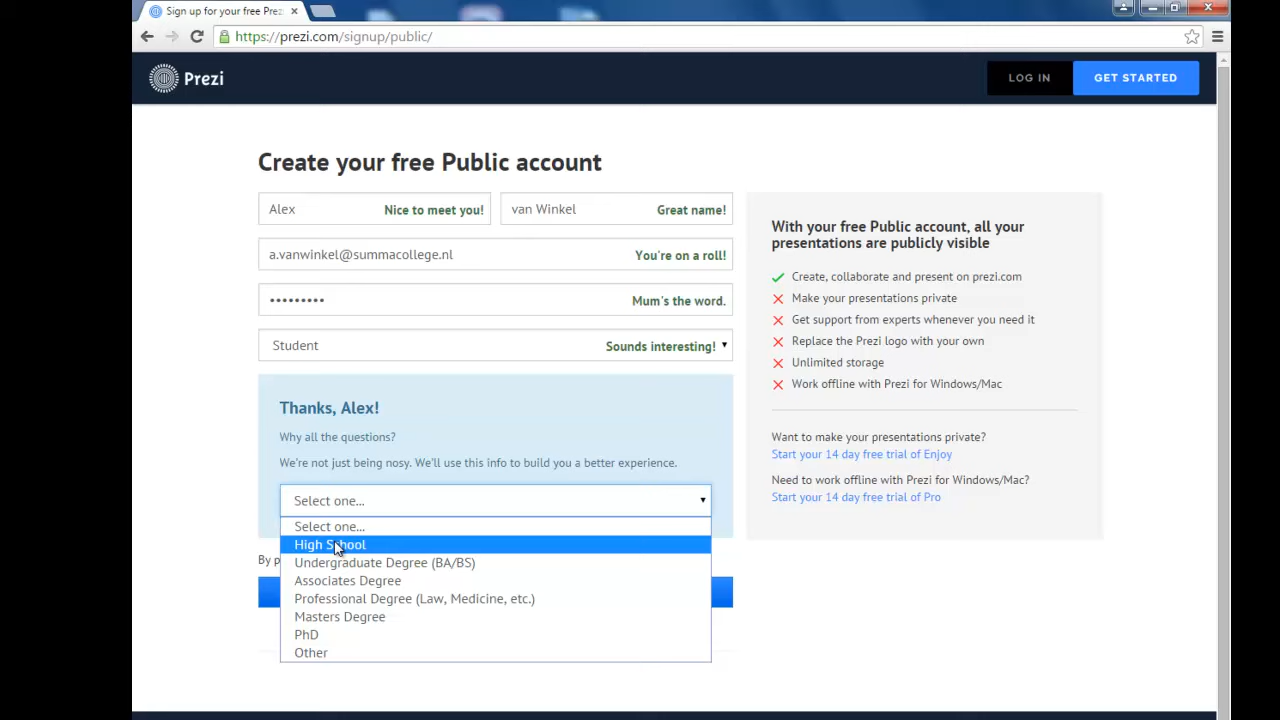 Sign up for your free Prez
https://prezi.com/signup/public/
Prezi
LOG IN
GET STARTED
Create your free Public account
Alex Nice to meet you!
van Winkel Great name!
a.vanwinkel@summacollege.nl You're on a roll!
••••••••• Mum's the word.
Student Sounds interesting!
Thanks, Alex!
Why all the questions?
We're not just being nosy. We'll use this info to build you a better experience.
Select one...
Select one...
High School
Undergraduate Degree (BA/BS)
Associates Degree
Professional Degree (Law, Medicine, etc.)
Masters Degree
PhD
Other
By p
With your free Public account, all your
presentations are publicly visible
Create, collaborate and present on prezi.com
Make your presentations private
Get support from experts whenever you need it
Replace the Prezi logo with your own
Unlimited storage
Work offline with Prezi for Windows/Mac
Want to make your presentations private?
Start your 14 day free trial of Enjoy
Need to work offline with Prezi for Windows/Mac?
Start your 14 day free trial of Pro